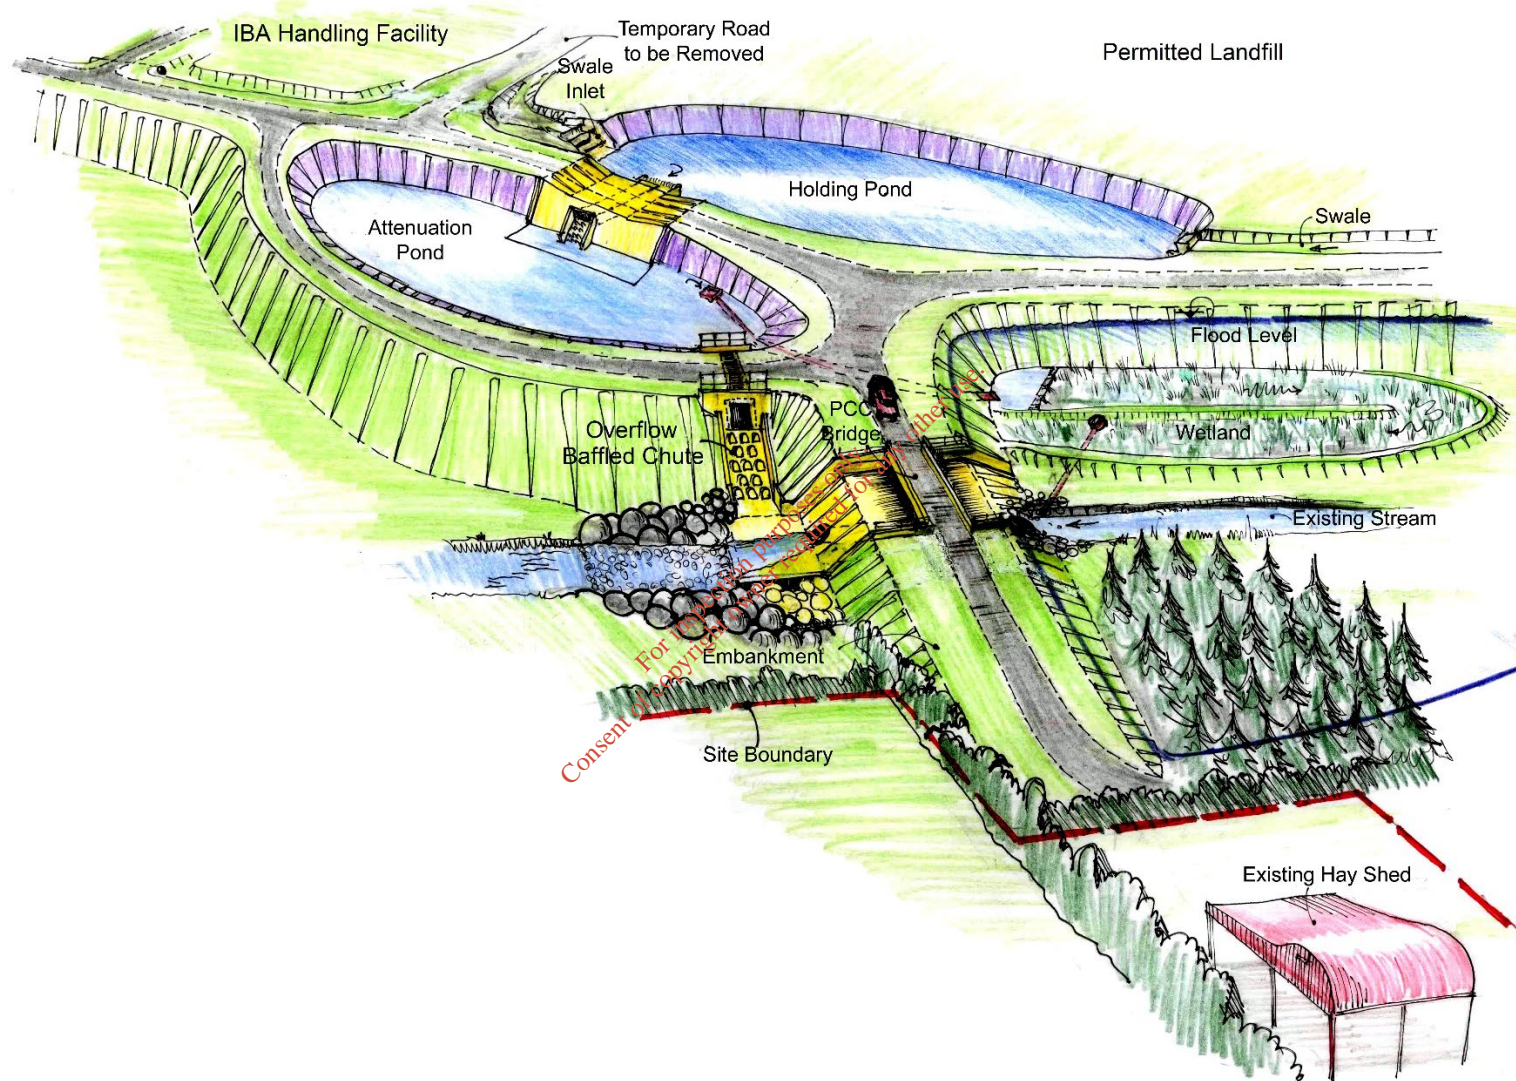 IBA Handling Facility
Temporary Road
to be Removed
Permitted Landfill
Swale
Inlet
Holding Pond
Swale
Attenuation
Pond
Flood Level
PCC
Bridge
Overflow
Baffled Chute
Wetland
Existing Stream
Embankment
Site Boundary
Existing Hay Shed
For inspection purposes only.
Consent of copyright owner required for any other use.